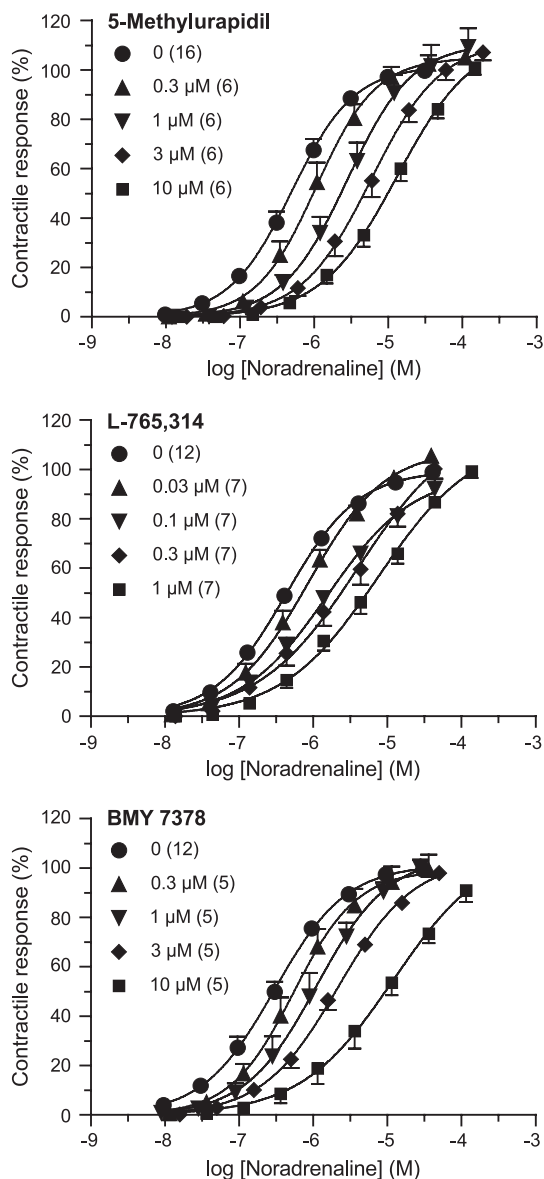 5-Methylurapidil
0 (16)
0.3 µM (6)
1 µM (6)
3 µM (6)
10 µM (6)
Contractile response (%)
120
100
80
60
40
20
0
-9 -8 -7 -6 -5 -4 -3
log [Noradrenaline] (M)
L-765,314
0 (12)
0.03 µM (7)
0.1 µM (7)
0.3 µM (7)
1 µM (7)
Contractile response (%)
120
100
80
60
40
20
0
-9 -8 -7 -6 -5 -4 -3
log [Noradrenaline] (M)
BMY 7378
0 (12)
0.3 µM (5)
1 µM (5)
3 µM (5)
10 µM (5)
Contractile response (%)
120
100
80
60
40
20
0
-9 -8 -7 -6 -5 -4 -3
log [Noradrenaline] (M)